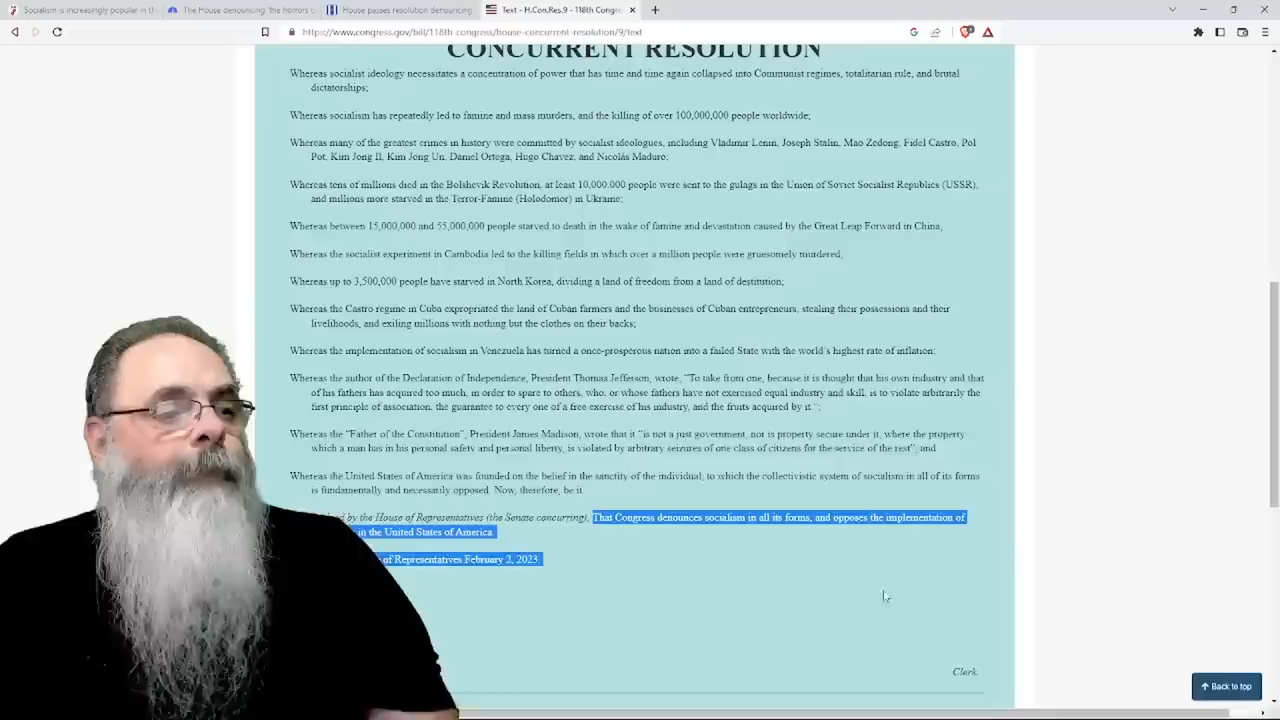 Socialism is increasingly popular in th
The House denouncing 'the horrors o
House passes resolution denouncing
Text - H.Con.Res.9 - 118th Congre
https://www.congress.gov/bill/118th-congress/house-concurrent-resolution/9/text
CONCURRENT RESOLUTION
Whereas socialist ideology necessitates a concentration of power that has time and time again collapsed into Communist regimes, totalitarian rule, and brutal
dictatorships;
Whereas socialism has repeatedly led to famine and mass murders, and the killing of over 100,000,000 people worldwide;
Whereas many of the greatest crimes in history were committed by socialist ideologues, including Vladimir Lenin, Joseph Stalin, Mao Zedong, Fidel Castro, Pol
Pot, Kim Jong Il, Kim Jong Un, Daniel Ortega, Hugo Chavez, and Nicolás Maduro;
Whereas tens of millions died in the Bolshevik Revolution, at least 10,000,000 people were sent to the gulags in the Union of Soviet Socialist Republics (USSR),
and millions more starved in the Terror-Famine (Holodomor) in Ukraine;
Whereas between 15,000,000 and 55,000,000 people starved to death in the wake of famine and devastation caused by the Great Leap Forward in China;
Whereas the socialist experiment in Cambodia led to the killing fields in which over a million people were gruesomely murdered;
Whereas up to 3,500,000 people have starved in North Korea, dividing a land of freedom from a land of destitution;
Whereas the Castro regime in Cuba expropriated the land of Cuban farmers and the businesses of Cuban entrepreneurs, stealing their possessions and their
livelihoods, and exiling millions with nothing but the clothes on their backs;
Whereas the implementation of socialism in Venezuela has turned a once-prosperous nation into a failed State with the world's highest rate of inflation;
Whereas the author of the Declaration of Independence, President Thomas Jefferson, wrote, "To take from one, because it is thought that his own industry and that
of his fathers has acquired too much, in order to spare to others, who, or whose fathers have not exercised equal industry and skill, is to violate arbitrarily the
first principle of association, the guarantee to every one of a free exercise of his industry, and the fruits acquired by it.";
Whereas the "Father of the Constitution", President James Madison, wrote that it "is not a just government, nor is property secure under it, where the property
which a man has in his personal safety and personal liberty, is violated by arbitrary seizures of one class of citizens for the service of the rest"; and
Whereas the United States of America was founded on the belief in the sanctity of the individual, to which the collectivistic system of socialism in all of its forms
is fundamentally and necessarily opposed: Now, therefore, be it
by the House of Representatives (the Senate concurring), That Congress denounces socialism in all its forms, and opposes the implementation of
in the United States of America.
of Representatives February 2, 2023.
Clerk.
Back to top